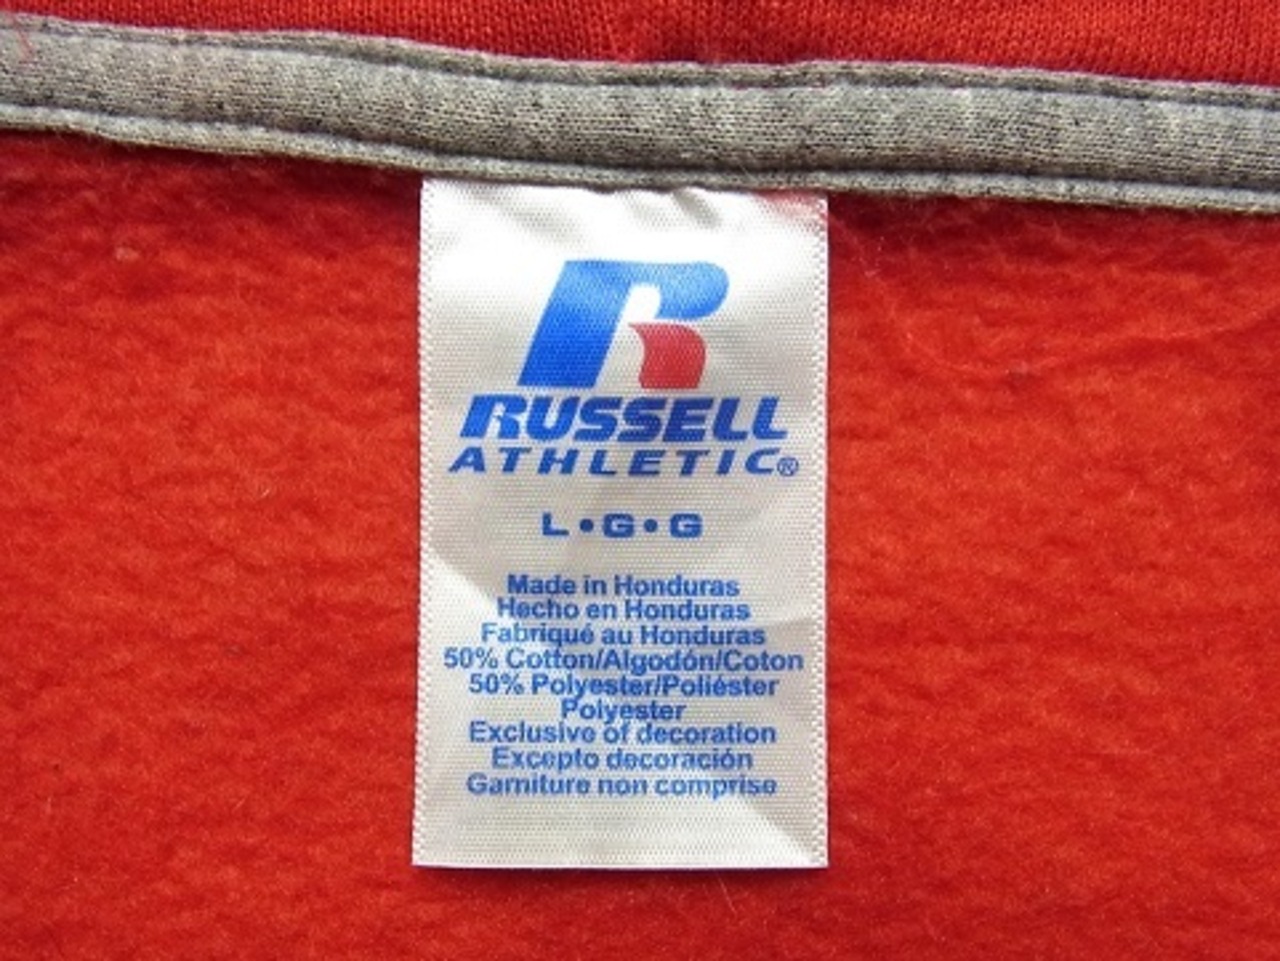 RUSSELL
ATHLETIC®
L•G•G
Made in Honduras
Hecho en Honduras
Fabriqué au Honduras
50% Cotton/Algodón/Coton
50% Polyester/Poliéster
Polyester
Exclusive of decoration
Excepto decoración
Garniture non comprise